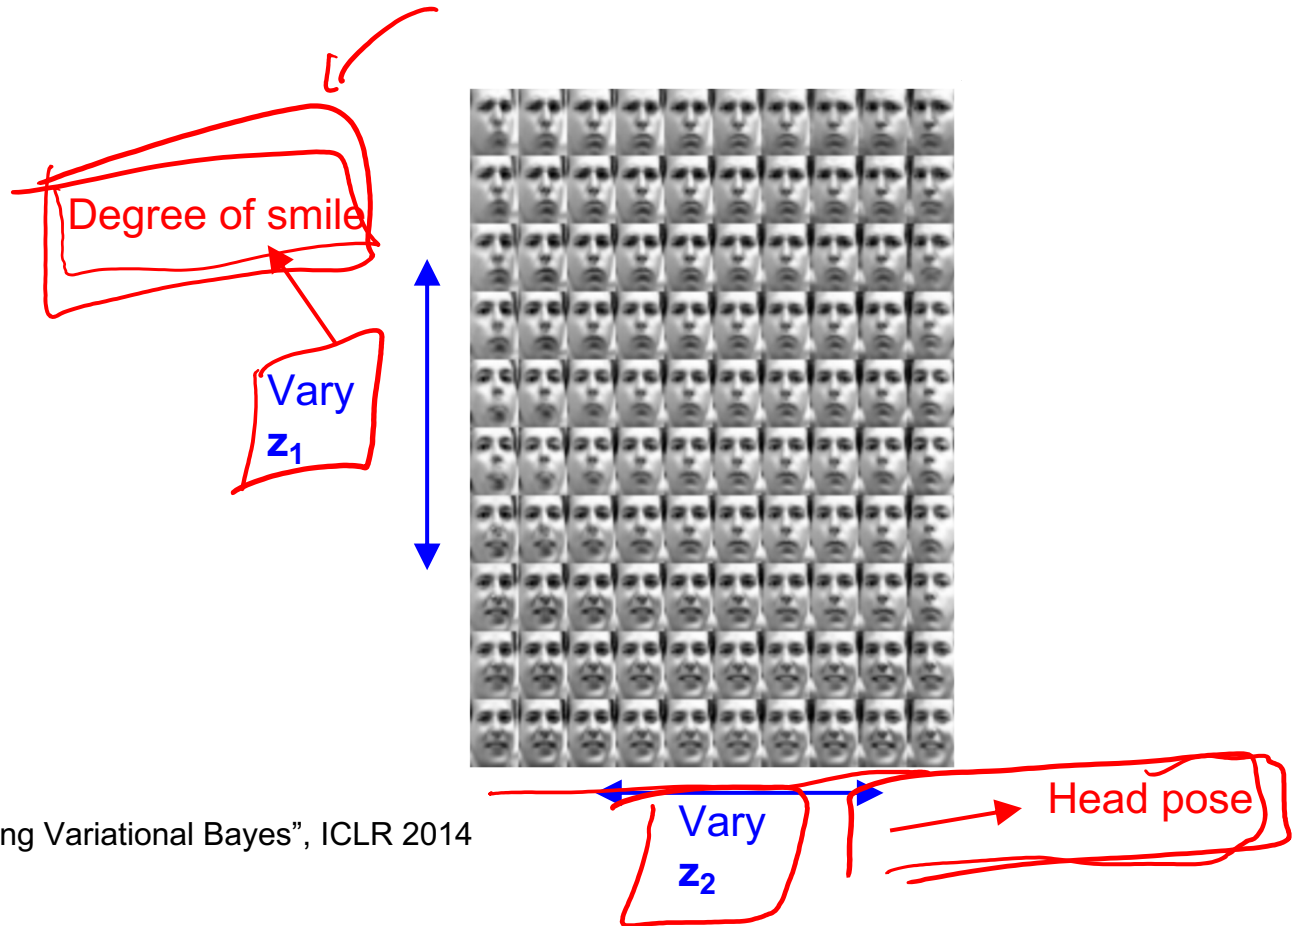 Degree of smile
Vary
z₁
Head pose
Vary
z₂
ng Variational Bayes”, ICLR 2014